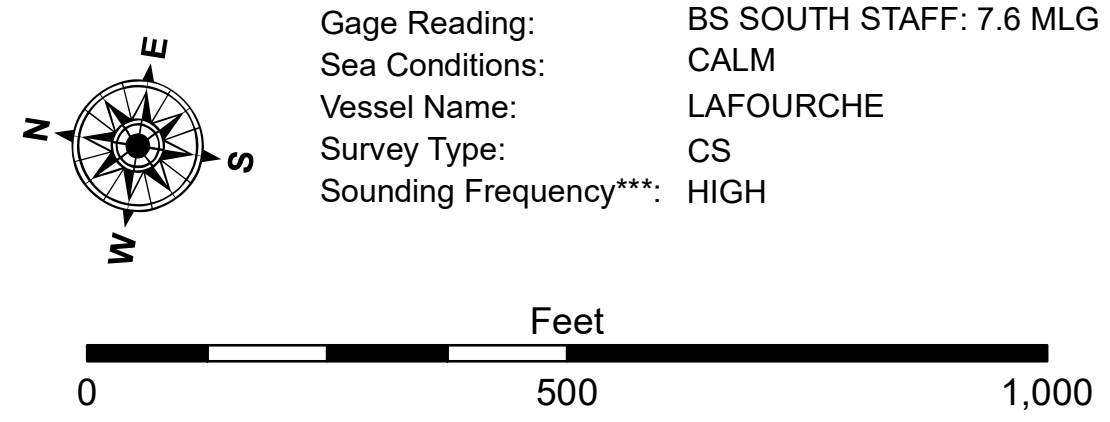 E
N
S
W
Gage Reading: BS SOUTH STAFF: 7.6 MLG
Sea Conditions: CALM
Vessel Name: LAFOURCHE
Survey Type: CS
Sounding Frequency***: HIGH
Feet
0 500 1,000